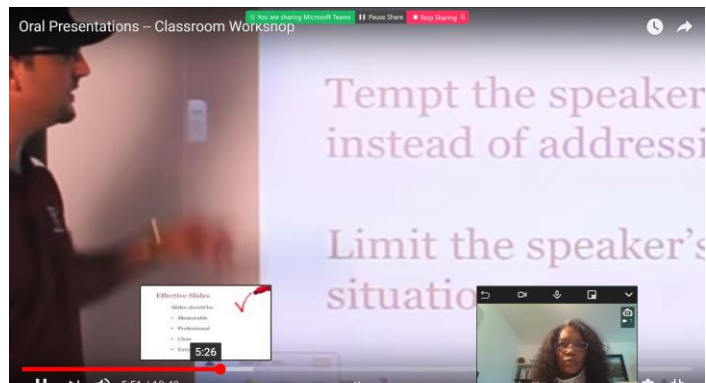 You are sharing Microsoft Teams Pause Share Stop Sharing
Oral Presentations -- Classroom Workshop
Tempt the speaker
instead of addressi
Limit the speaker's
situatio
Effective Slides
Slides should be:
• Memorable
• Professional
• Clear
5:26